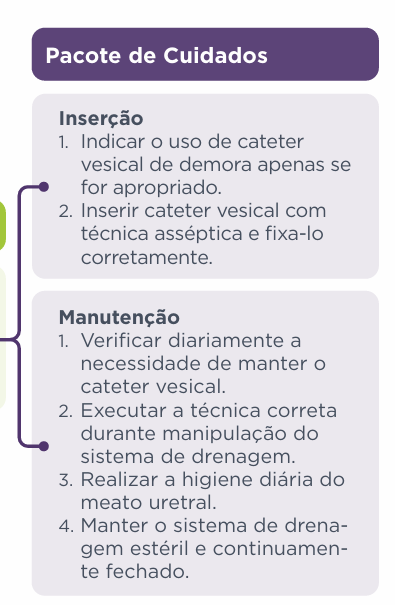 Pacote de Cuidados
Inserção
1. Indicar o uso de cateter
vesical de demora apenas se
for apropriado.
2. Inserir cateter vesical com
técnica asséptica e fixa-lo
corretamente.
Manutenção
1. Verificar diariamente a
necessidade de manter o
cateter vesical.
2. Executar a técnica correta
durante manipulação do
sistema de drenagem.
3. Realizar a higiene diária do
meato uretral.
4. Manter o sistema de drena-
gem estéril e continuamen-
te fechado.